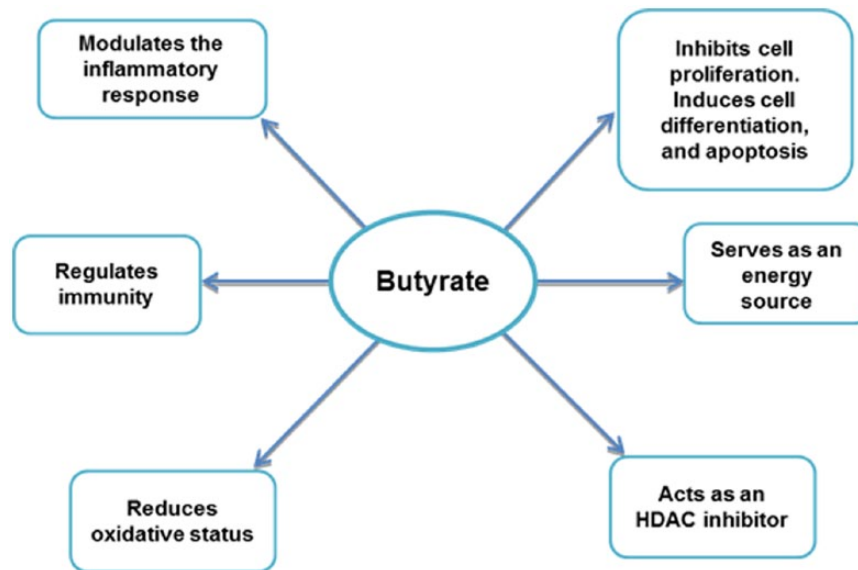 Modulates the
inflammatory
response
Inhibits cell
proliferation.
Induces cell
differentiation,
and apoptosis
Regulates
immunity
Butyrate
Serves as an
energy
source
Reduces
oxidative status
Acts as an
HDAC inhibitor